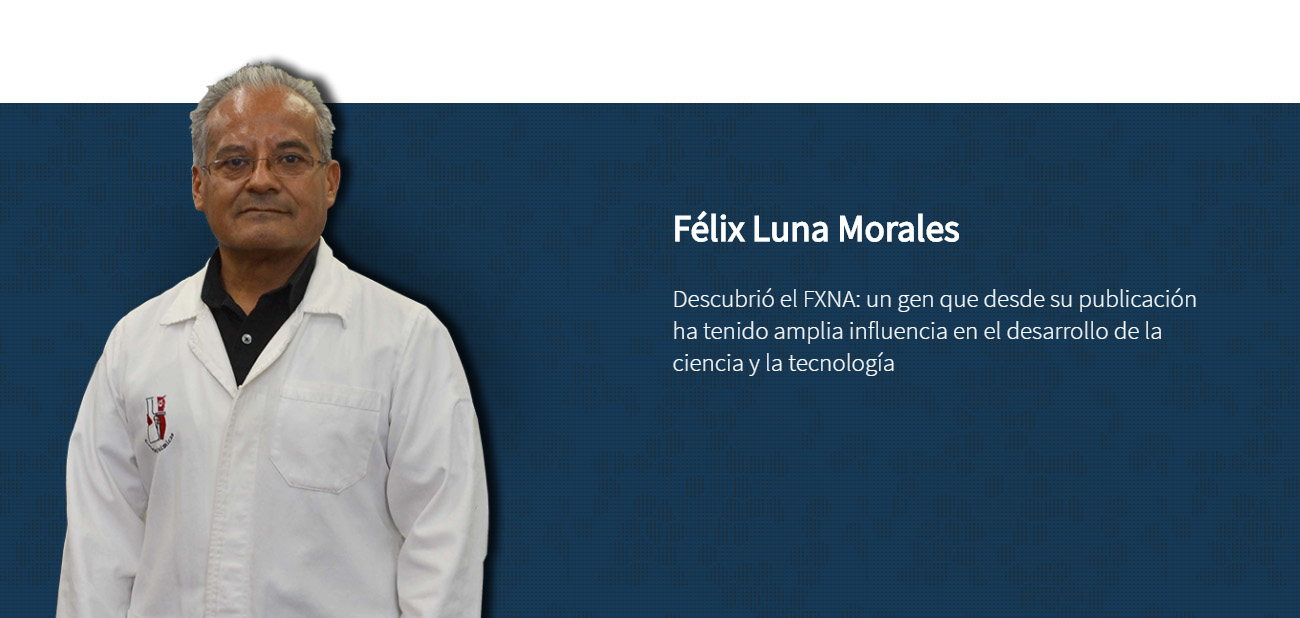 Félix Luna Morales
Descubrió el FXNA: un gen que desde su publicación
ha tenido amplia influencia en el desarrollo de la
ciencia y la tecnología